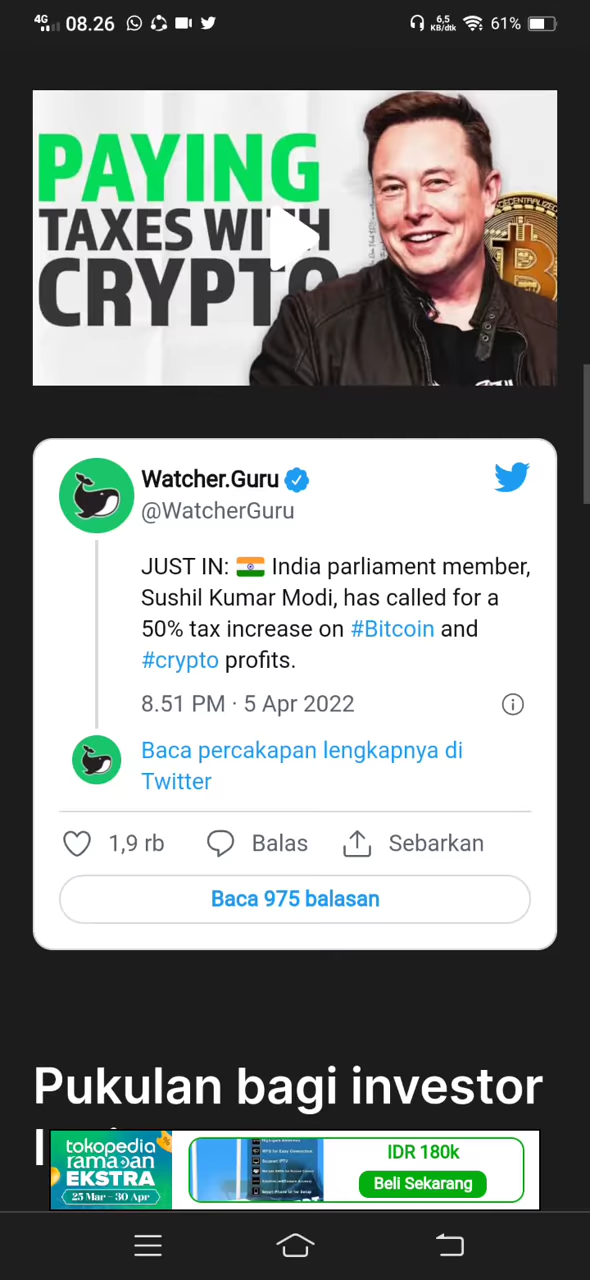 4G 08.26 6,5 KB/dtk 61%
PAYING
TAXES WITH
CRYPTO
DECENTRALIZED
Watcher.Guru
@WatcherGuru
JUST IN: 🇮🇳 India parliament member,
Sushil Kumar Modi, has called for a
50% tax increase on #Bitcoin and
#crypto profits.
8.51 PM · 5 Apr 2022
Baca percakapan lengkapnya di
Twitter
1,9 rb Balas Sebarkan
Baca 975 balasan
Pukulan bagi investor
tokopedia
ramadan
EKSTRA
25 Mar - 30 Apr
IDR 180k
Beli Sekarang